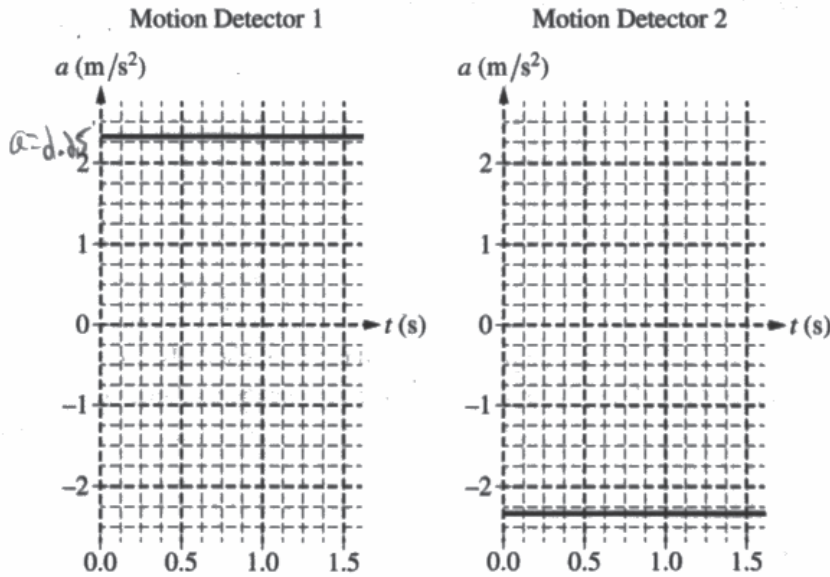 Motion Detector 1
a (m/s²)
a=2.25
2
1
0
t (s)
-1
-2
0.0 0.5 1.0 1.5
Motion Detector 2
a (m/s²)
2
1
0
t (s)
-1
-2
0.0 0.5 1.0 1.5